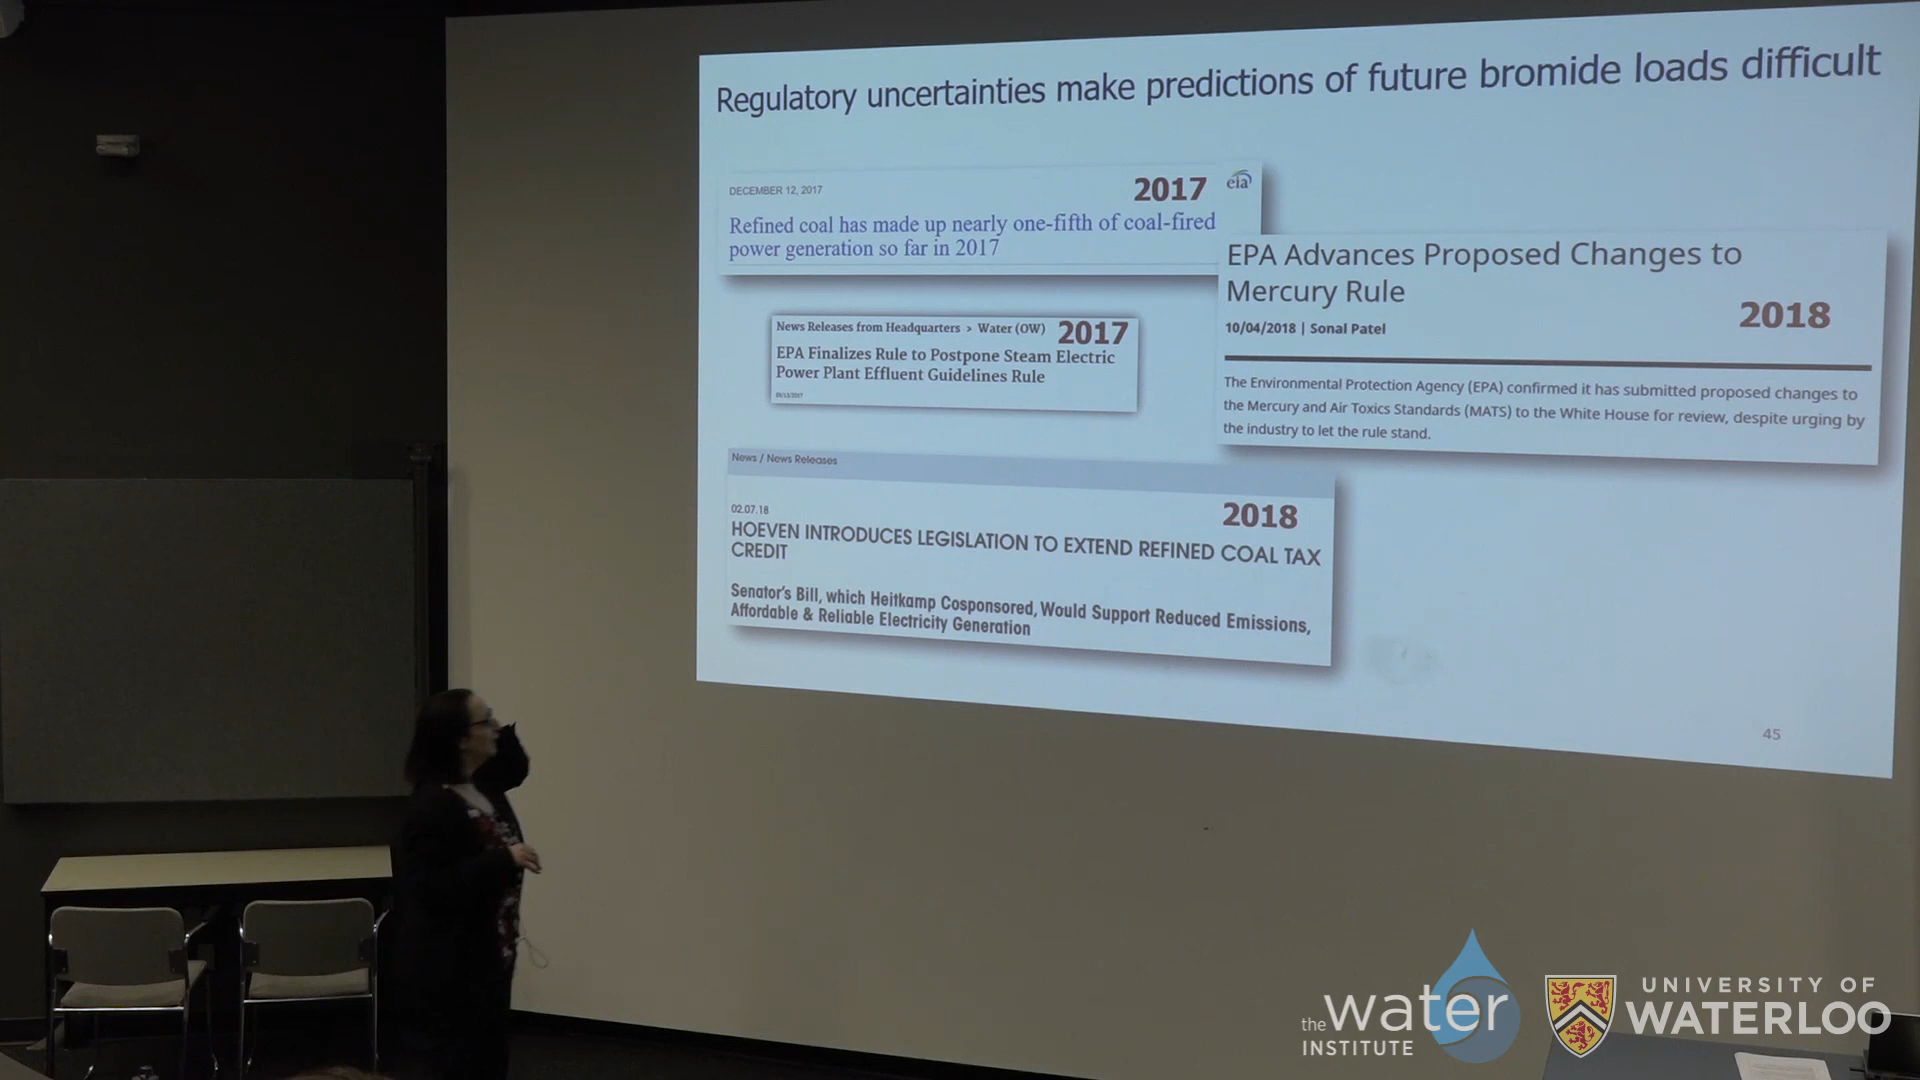 Regulatory uncertainties make predictions of future bromide loads difficult
DECEMBER 12, 2017
2017
eia
Refined coal has made up nearly one-fifth of coal-fired
power generation so far in 2017
EPA Advances Proposed Changes to
Mercury Rule
2018
10/04/2018 | Sonal Patel
The Environmental Protection Agency (EPA) confirmed it has submitted proposed changes to
the Mercury and Air Toxics Standards (MATS) to the White House for review, despite urging by
the industry to let the rule stand.
News Releases from Headquarters > Water (OW)
2017
EPA Finalizes Rule to Postpone Steam Electric
Power Plant Effluent Guidelines Rule
News / News Releases
02.07.18
2018
HOEVEN INTRODUCES LEGISLATION TO EXTEND REFINED COAL TAX
CREDIT
Senator's Bill, which Heitkamp Cosponsored, Would Support Reduced Emissions,
Affordable & Reliable Electricity Generation
45
the water
INSTITUTE
UNIVERSITY OF
WATERLOO